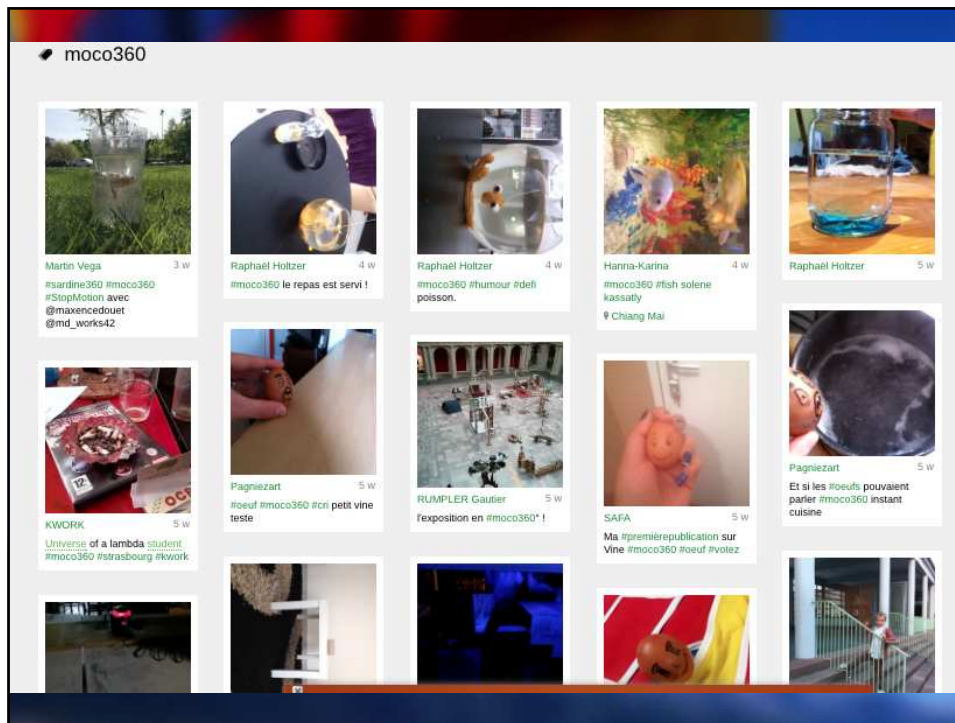 moco360
Martin Vega 3 w
#sardine360 #moco360
#StopMotion avec
@maxencedouet
@md_works42
KWORK 5 w
Universe of a lambda student
#moco360 #strasbourg #kwork
Raphaël Holtzer 4 w
#moco360 le repas est servi !
Pagniezart 5 w
#oeuf #moco360 #cri petit vine
teste
Raphaël Holtzer 4 w
#moco360 #humour #defi
poisson.
RUMPLER Gautier 5 w
l'exposition en #moco360° !
Hanna-Karina 4 w
#moco360 #fish solene
kassatly
Chiang Mai
SAFA 5 w
Ma #premièrepublication sur
Vine #moco360 #oeuf #votez
Raphaël Holtzer 5 w
Pagniezart 5 w
Et si les #oeufs pouvaient
parler #moco360 instant
cuisine